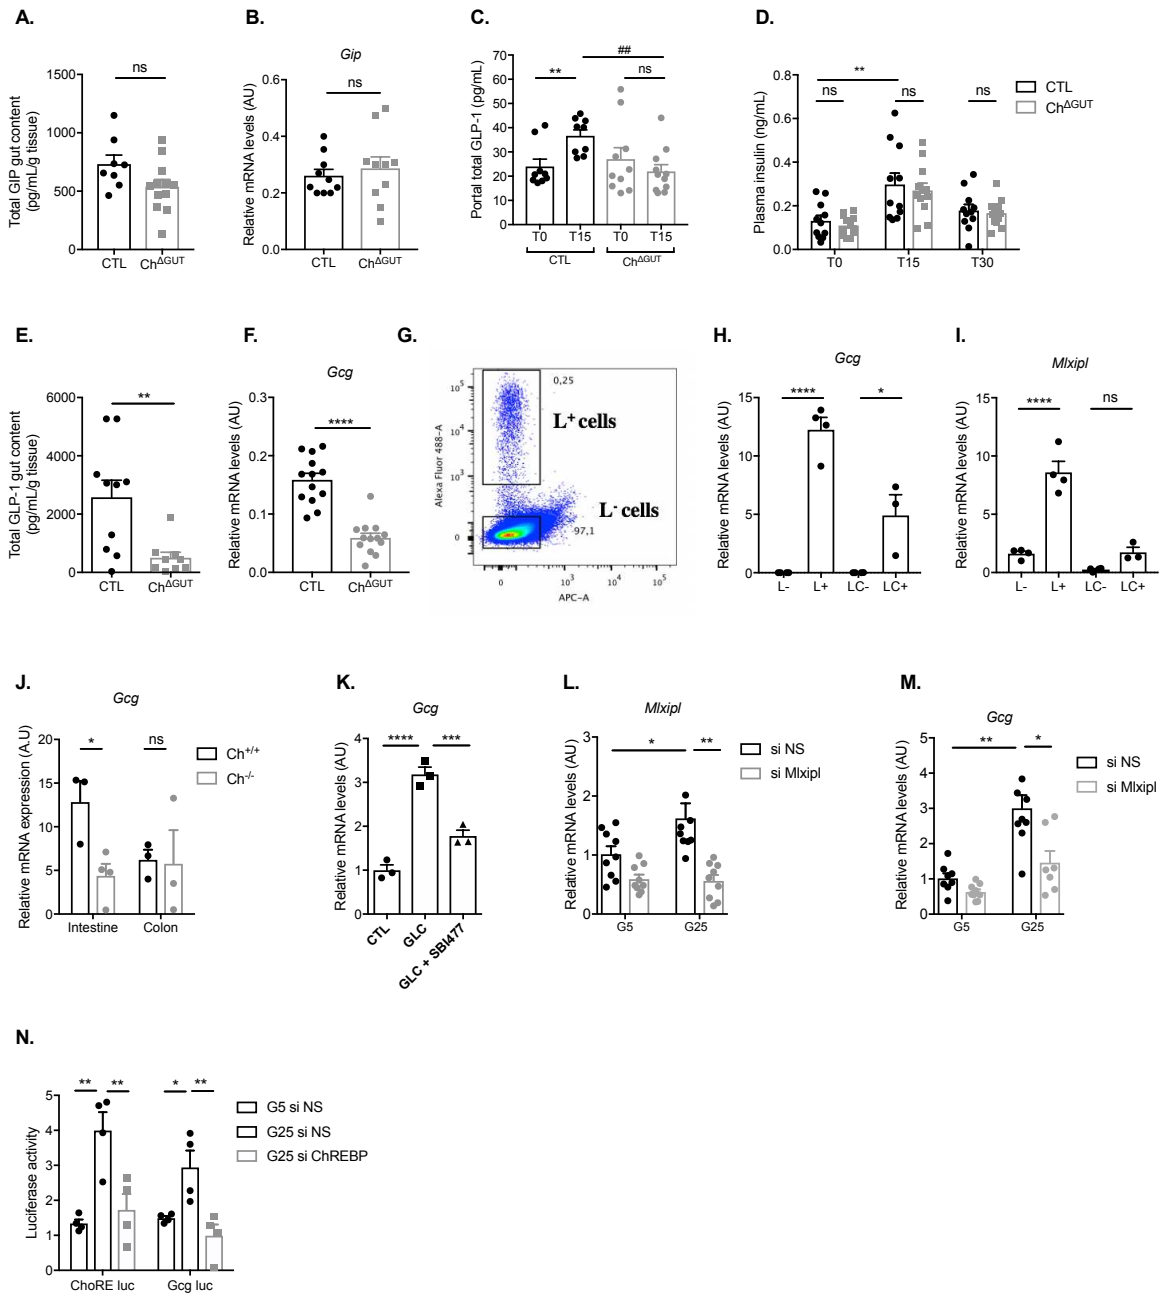 A.
Total GIP gut content
(pg/mL/g tissue)
1500
1000
500
0
ns
CTL
ChΔGUT
B.
Gip
Relative mRNA levels (AU)
0.6
0.4
0.2
0.0
ns
CTL
ChΔGUT
C.
Portal total GLP-1 (pg/mL)
70
60
50
40
30
20
10
0
**
##
ns
T0
T15
T0
T15
CTL
ChΔGUT
D.
Plasma insulin (ng/mL)
0.8
0.6
0.4
0.2
0.0
**
ns
ns
ns
T0
T15
T30
CTL
ChΔGUT
E.
Total GLP-1 gut content
(pg/mL/g tissue)
6000
4000
2000
0
**
CTL
ChΔGUT
F.
Gcg
Relative mRNA levels (AU)
0.3
0.2
0.1
0.0
****
CTL
ChΔGUT
G.
Alexa Fluor 488-A
10⁵
10⁴
10³
0
0,25
L⁺ cells
L⁻ cells
97,1
0
10³
10⁴
10⁵
APC-A
H.
Gcg
Relative mRNA levels (AU)
15
10
5
0
****
*
L-
L+
LC-
LC+
I.
Mlxipl
Relative mRNA levels (AU)
15
10
5
0
****
ns
L-
L+
LC-
LC+
J.
Gcg
Relative mRNA expression (A.U)
20
15
10
5
0
*
ns
Intestine
Colon
Ch+/+
Ch-/-
K.
Gcg
Relative mRNA levels (AU)
4
3
2
1
0
****
***
CTL
GLC
GLC + SBI477
L.
Mlxipl
Relative mRNA levels (AU)
3
2
1
0
*
**
G5
G25
si NS
si Mlxipl
M.
Gcg
Relative mRNA levels (AU)
5
4
3
2
1
0
**
*
G5
G25
si NS
si Mlxipl
N.
Luciferase activity
5
4
3
2
1
0
**
**
*
**
ChoRE luc
Gcg luc
G5 si NS
G25 si NS
G25 si ChREBP